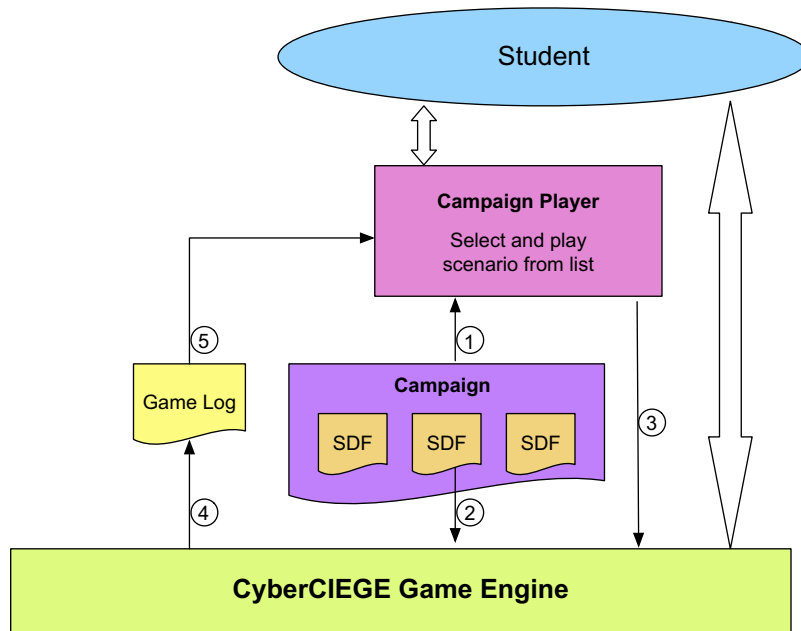 Student
Campaign Player
Select and play
scenario from list
5
1
Game Log
Campaign
SDF SDF SDF
3
4
2
CyberCIEGE Game Engine